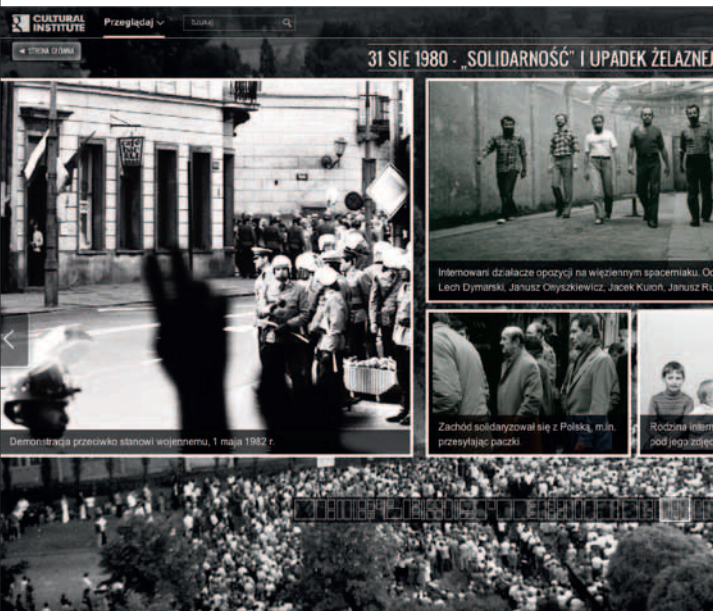 CULTURAL
INSTITUTE
Przeglądaj
Szukaj
◄ STRONA GŁÓWNA
31 SIE 1980 - „SOLIDARNOŚĆ” I UPADEK ŻELAZNEJ
Internowani działacze opozycji na więziennym spacerniaku. Od
Lech Dymarski, Janusz Onyszkiewicz, Jacek Kuroń, Janusz Ru
Demonstracja przeciwko stanowi wojennemu, 1 maja 1982 r.
Zachód solidaryzował się z Polską, m.in.
przesyłając paczki.
Rodzina intern
pod jego zdjęc